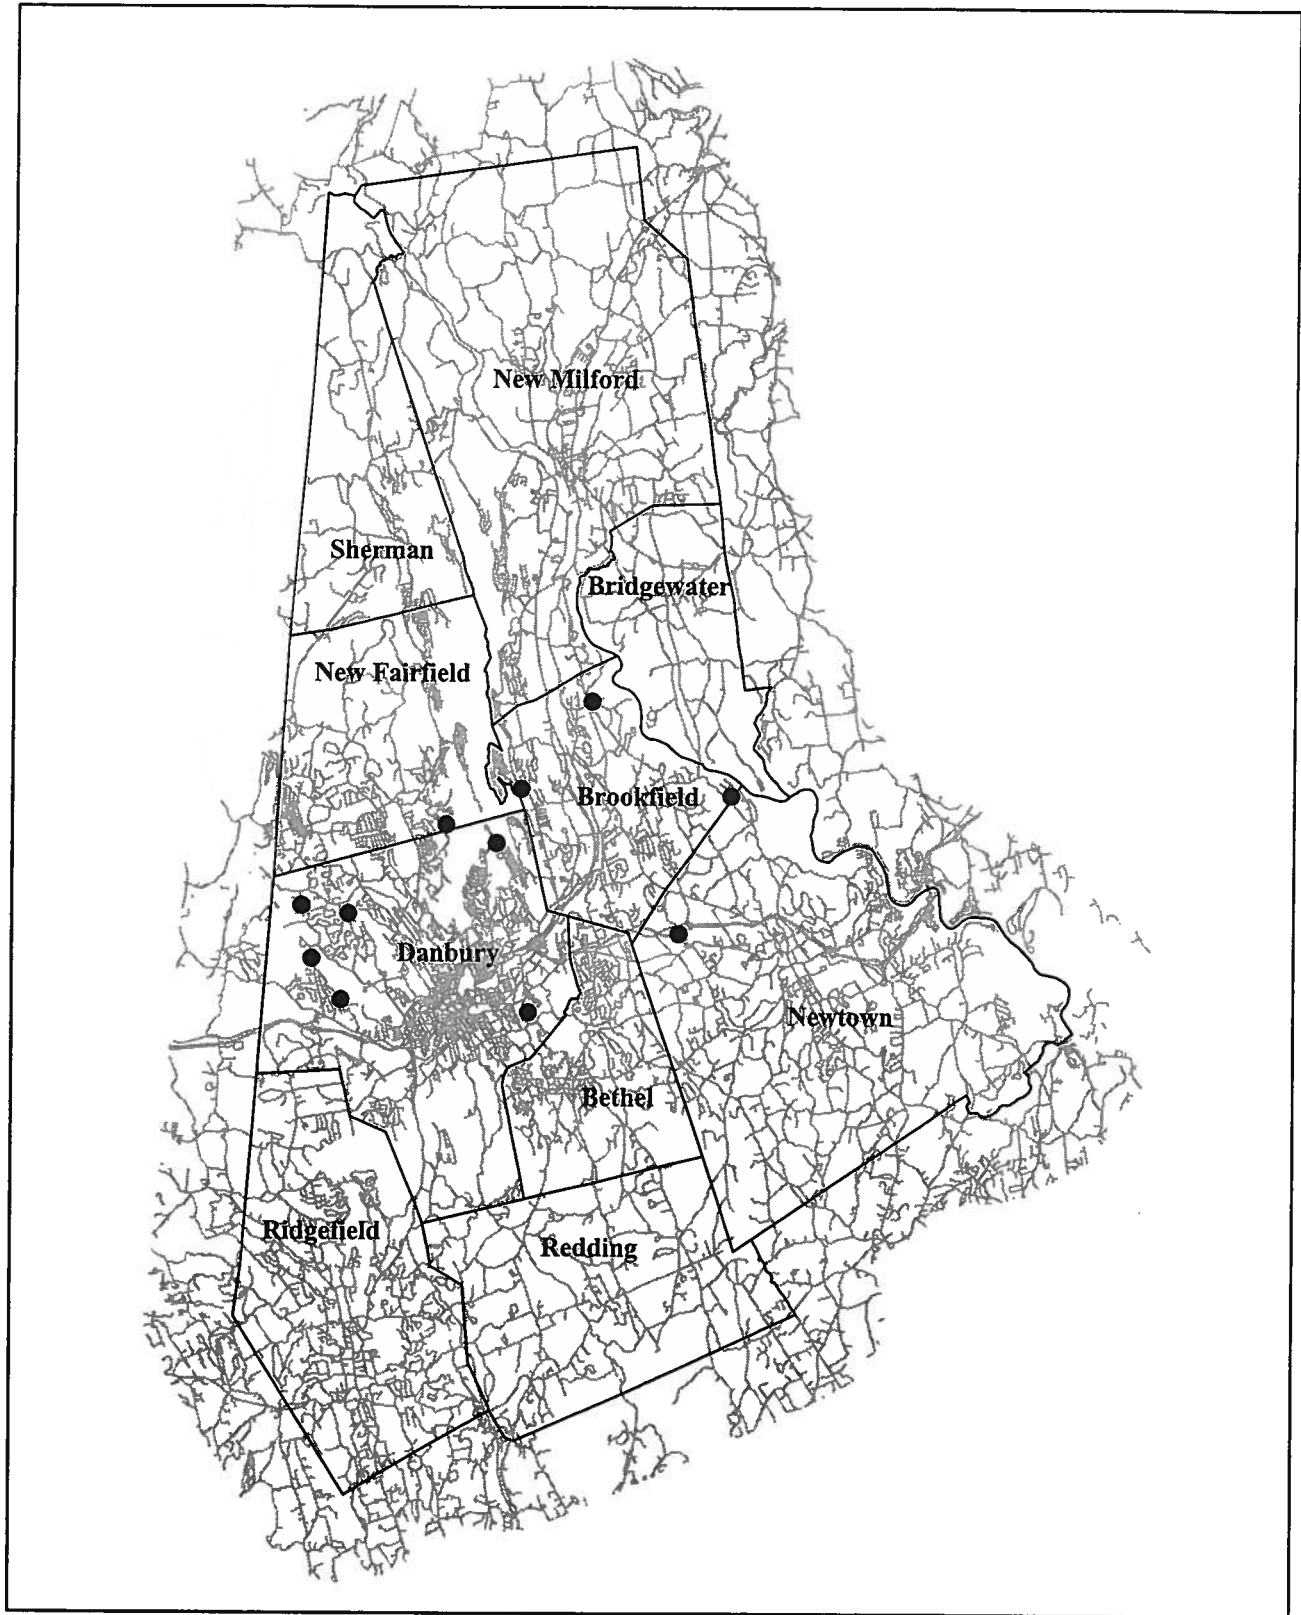 New Milford
Sherman
Bridgewater
New Fairfield
Brookfield
Danbury
Newtown
Bethel
Ridgefield
Redding